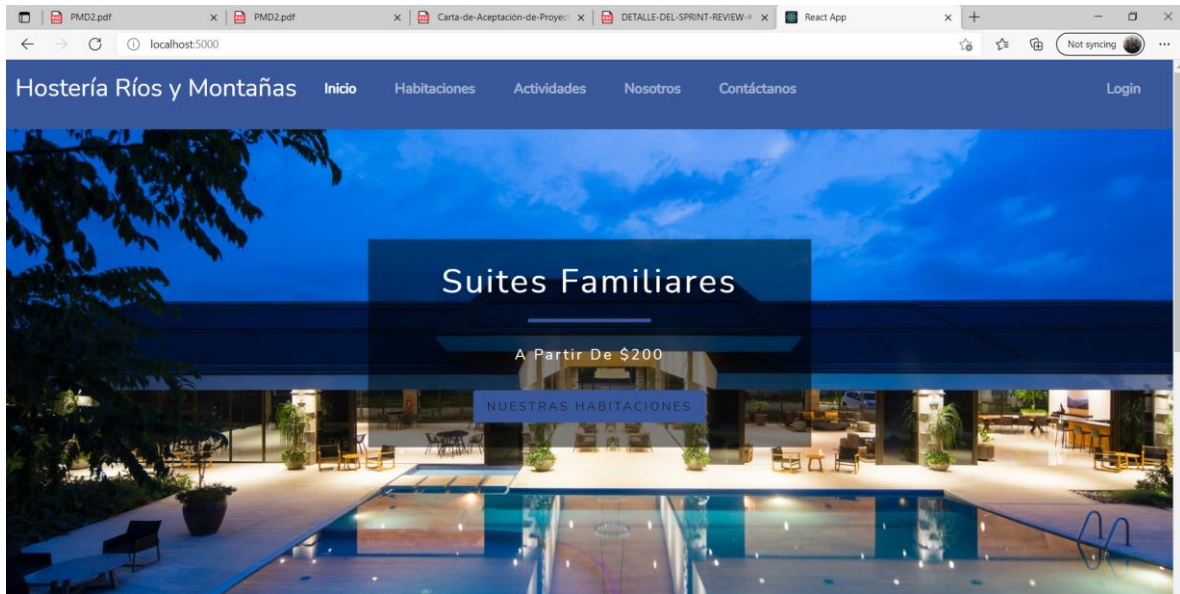 PMD2.pdf
PMD2.pdf
Carta-de-Aceptación-de-Proyec
DETALLE-DEL-SPRINT-REVIEW-
React App
localhost:5000
Not syncing
Hostería Ríos y Montañas Inicio Habitaciones Actividades Nosotros Contáctanos Login
Suites Familiares
A Partir De $200
NUESTRAS HABITACIONES